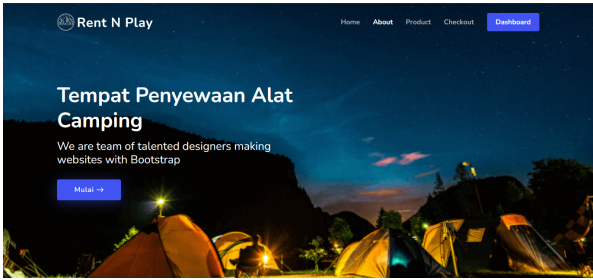 Rent N Play
Home About Product Checkout Dashboard
Tempat Penyewaan Alat
Camping
We are team of talented designers making
websites with Bootstrap
Mulai →